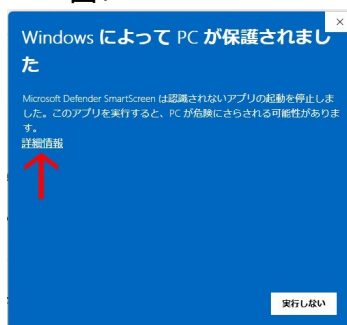 Windows によって PC が保護されまし
た
Microsoft Defender SmartScreen は認識されないアプリの起動を停止しま
した。このアプリを実行すると、PC が危険にさらされる可能性がありま
す。
詳細情報
実行しない